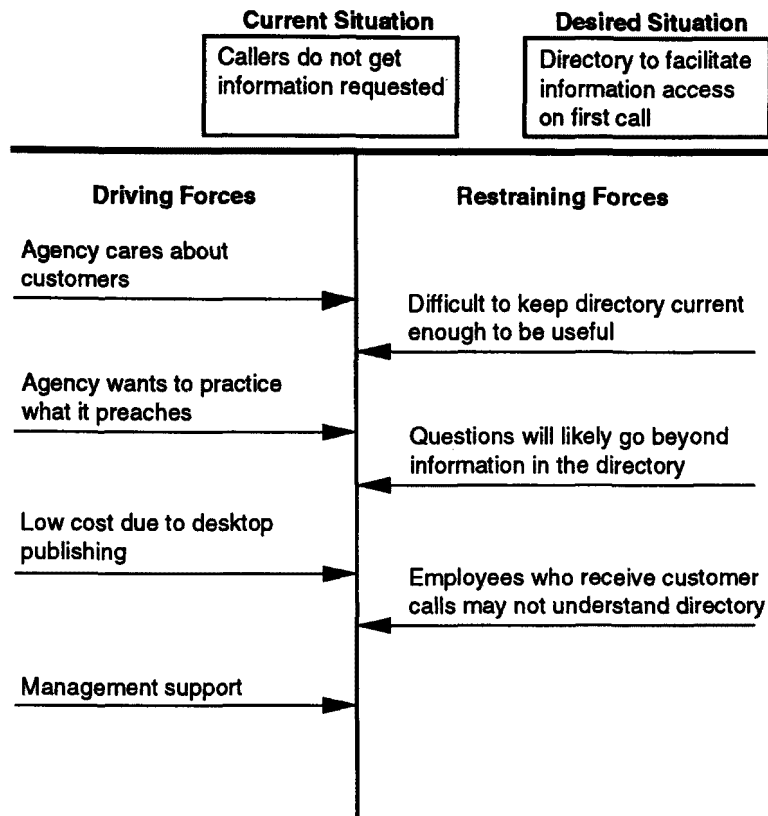 Current Situation
Callers do not get
information requested
Desired Situation
Directory to facilitate
information access
on first call
Driving Forces
Agency cares about
customers
Agency wants to practice
what it preaches
Low cost due to desktop
publishing
Management support
Restraining Forces
Difficult to keep directory current
enough to be useful
Questions will likely go beyond
information in the directory
Employees who receive customer
calls may not understand directory